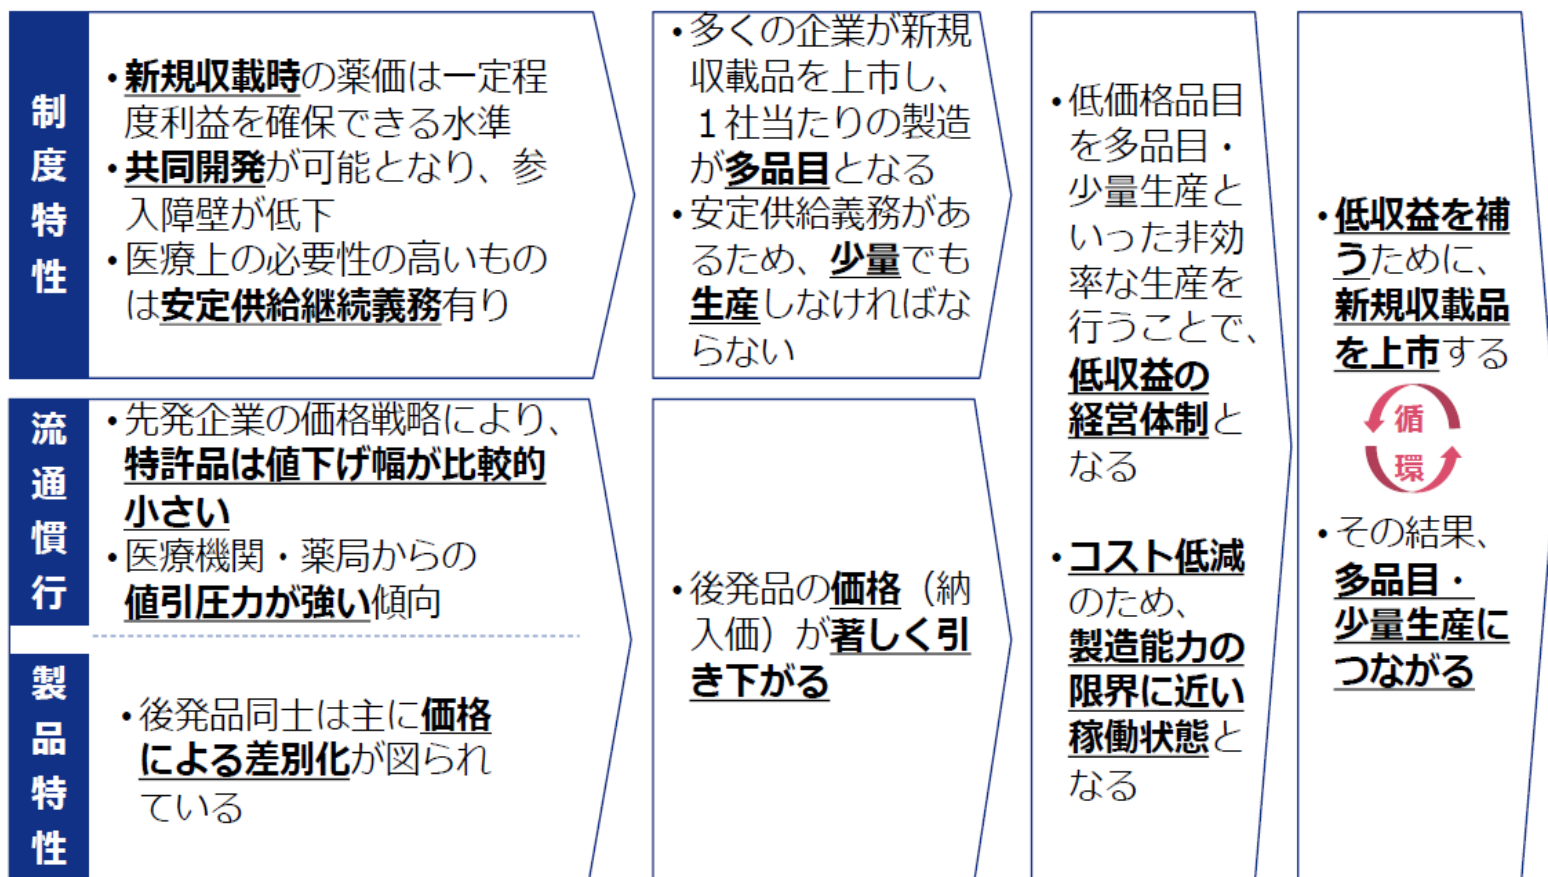 制度特性
・新規収載時の薬価は一定程
度利益を確保できる水準
・共同開発が可能となり、参
入障壁が低下
・医療上の必要性の高いもの
は安定供給継続義務有り
・多くの企業が新規
収載品を上市し、
１社当たりの製造
が多品目となる
・安定供給義務があ
るため、少量でも
生産しなければな
らない
流通慣行
・先発企業の価格戦略により、
特許品は値下げ幅が比較的
小さい
・医療機関・薬局からの
値引圧力が強い傾向
製品特性
・後発品同士は主に価格
による差別化が図られ
ている
・後発品の価格（納
入価）が著しく引
き下がる
・低価格品目
を多品目・
少量生産と
いった非効
率な生産を
行うことで、
低収益の
経営体制と
なる
・コスト低減
のため、
製造能力の
限界に近い
稼働状態と
なる
・低収益を補
うために、
新規収載品
を上市する
循
環
・その結果、
多品目・
少量生産に
つながる